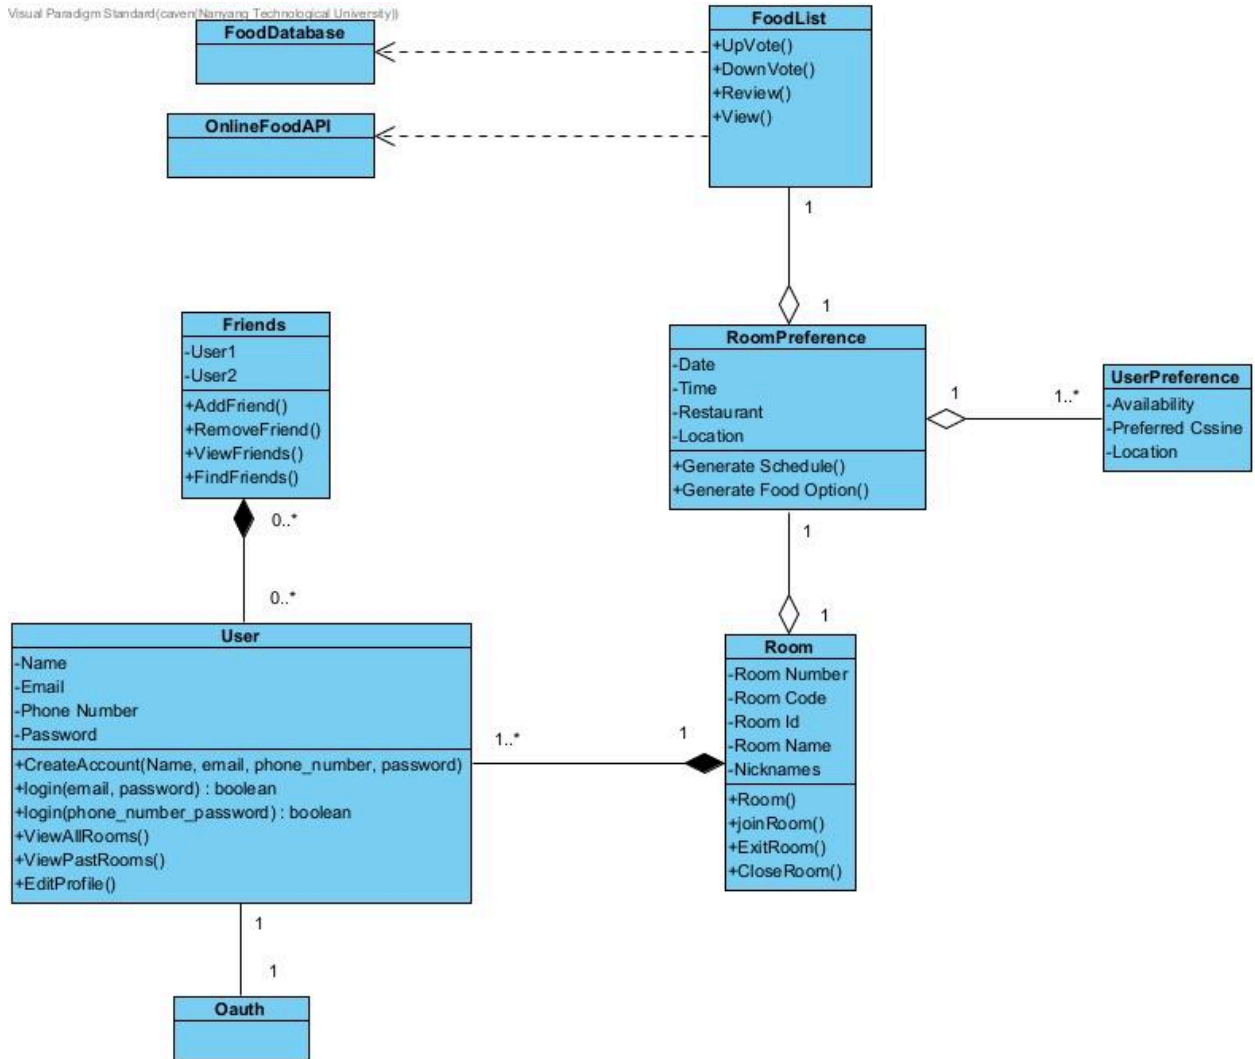 Visual Paradigm Standard(caven(Nanyang Technological University))
FoodDatabase
OnlineFoodAPI
FoodList
+UpVote()
+DownVote()
+Review()
+View()
1
1
Friends
-User1
-User2
+AddFriend()
+RemoveFriend()
+ViewFriends()
+FindFriends()
0..*
0..*
RoomPreference
-Date
-Time
-Restaurant
-Location
+Generate Schedule()
+Generate Food Option()
1
1..*
UserPreference
-Availability
-Preferred Cssine
-Location
1
1
User
-Name
-Email
-Phone Number
-Password
+CreateAccount(Name, email, phone_number, password)
+login(email, password) : boolean
+login(phone_number_password) : boolean
+ViewAllRooms()
+ViewPastRooms()
+EditProfile()
1..*
1
Room
-Room Number
-Room Code
-Room Id
-Room Name
-Nicknames
+Room()
+joinRoom()
+ExitRoom()
+CloseRoom()
1
1
Oauth